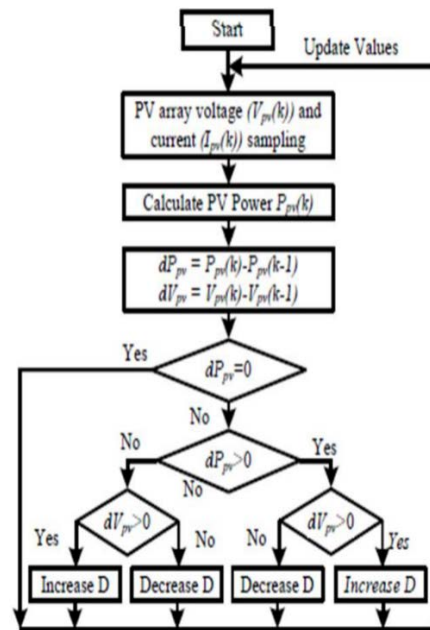 Start
Update Values
PV array voltage (Vpv(k)) and
current (Ipv(k)) sampling
Calculate PV Power Ppv(k)
dPpv = Ppv(k)-Ppv(k-1)
dVpv = Vpv(k)-Vpv(k-1)
Yes
dPpv=0
No
No
dPpv>0
Yes
No
dVpv>0
dVpv>0
Yes
No
No
Yes
Increase D
Decrease D
Decrease D
Increase D